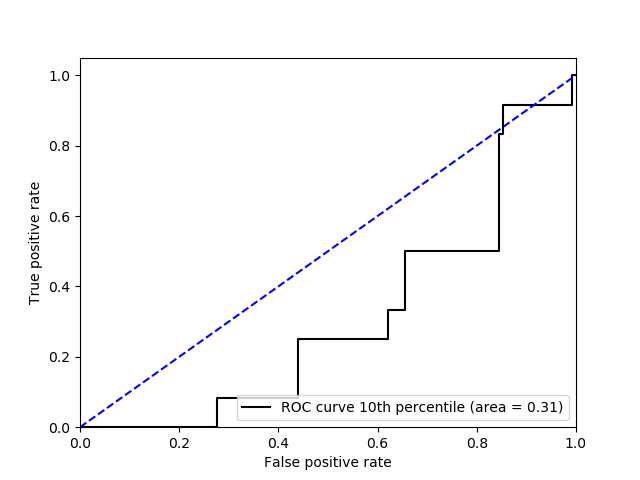 1.0
0.8
0.6
0.4
0.2
0.0
True positive rate
ROC curve 10th percentile (area = 0.31)
0.0 0.2 0.4 0.6 0.8 1.0
False positive rate